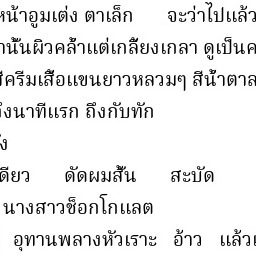 หน้าอูมเต่ง ตาเล็ก จะว่าไปแล้ว
นั้นผิวคล้ำแต่เกลี้ยงเกลา ดูเป็นค
สีครีมเสื้อแขนยาวหลวมๆ สีน้ำตาล
ึงนาทีแรก ถึงกับทัก
ัง
ดียว ดัดผมสั้น สะบัด
นางสาวช็อกโกแลต
อุทานพลางหัวเราะ อ้าว แล้วเ